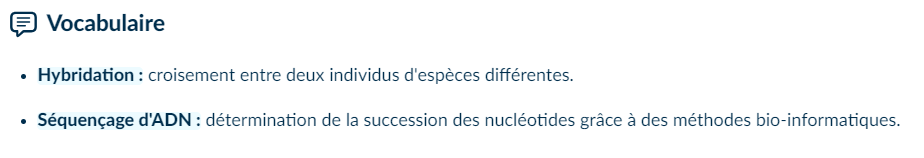 Vocabulaire
• Hybridation : croisement entre deux individus d'espèces différentes.
• Séquençage d'ADN : détermination de la succession des nucléotides grâce à des méthodes bio-informatiques.